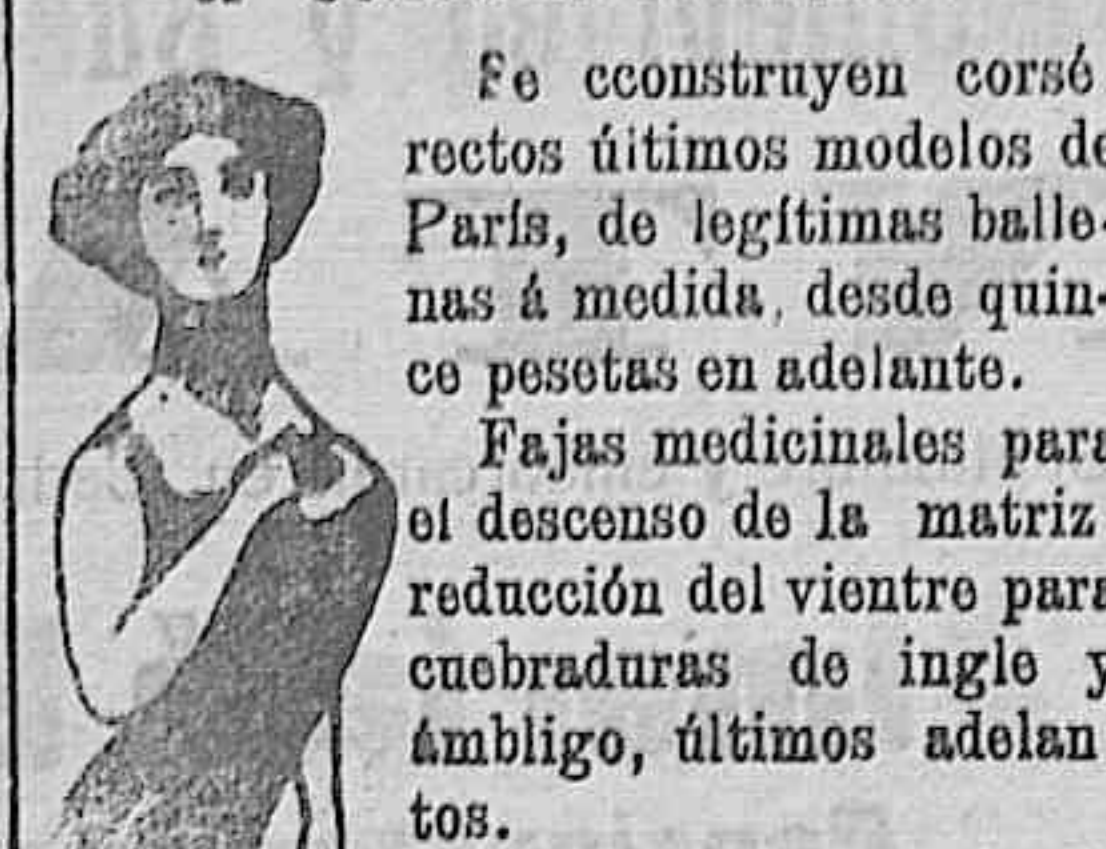 Se cconstruyen corsé
rectos últimos modelos de
París, de legítimas balle-
nas á medida, desde quin-
ce pesetas en adelante.
Fajas medicinales para
el descenso de la matriz
reducción del vientre para
cuebraduras de ingle y
ámbligo, últimos adelan
tos.